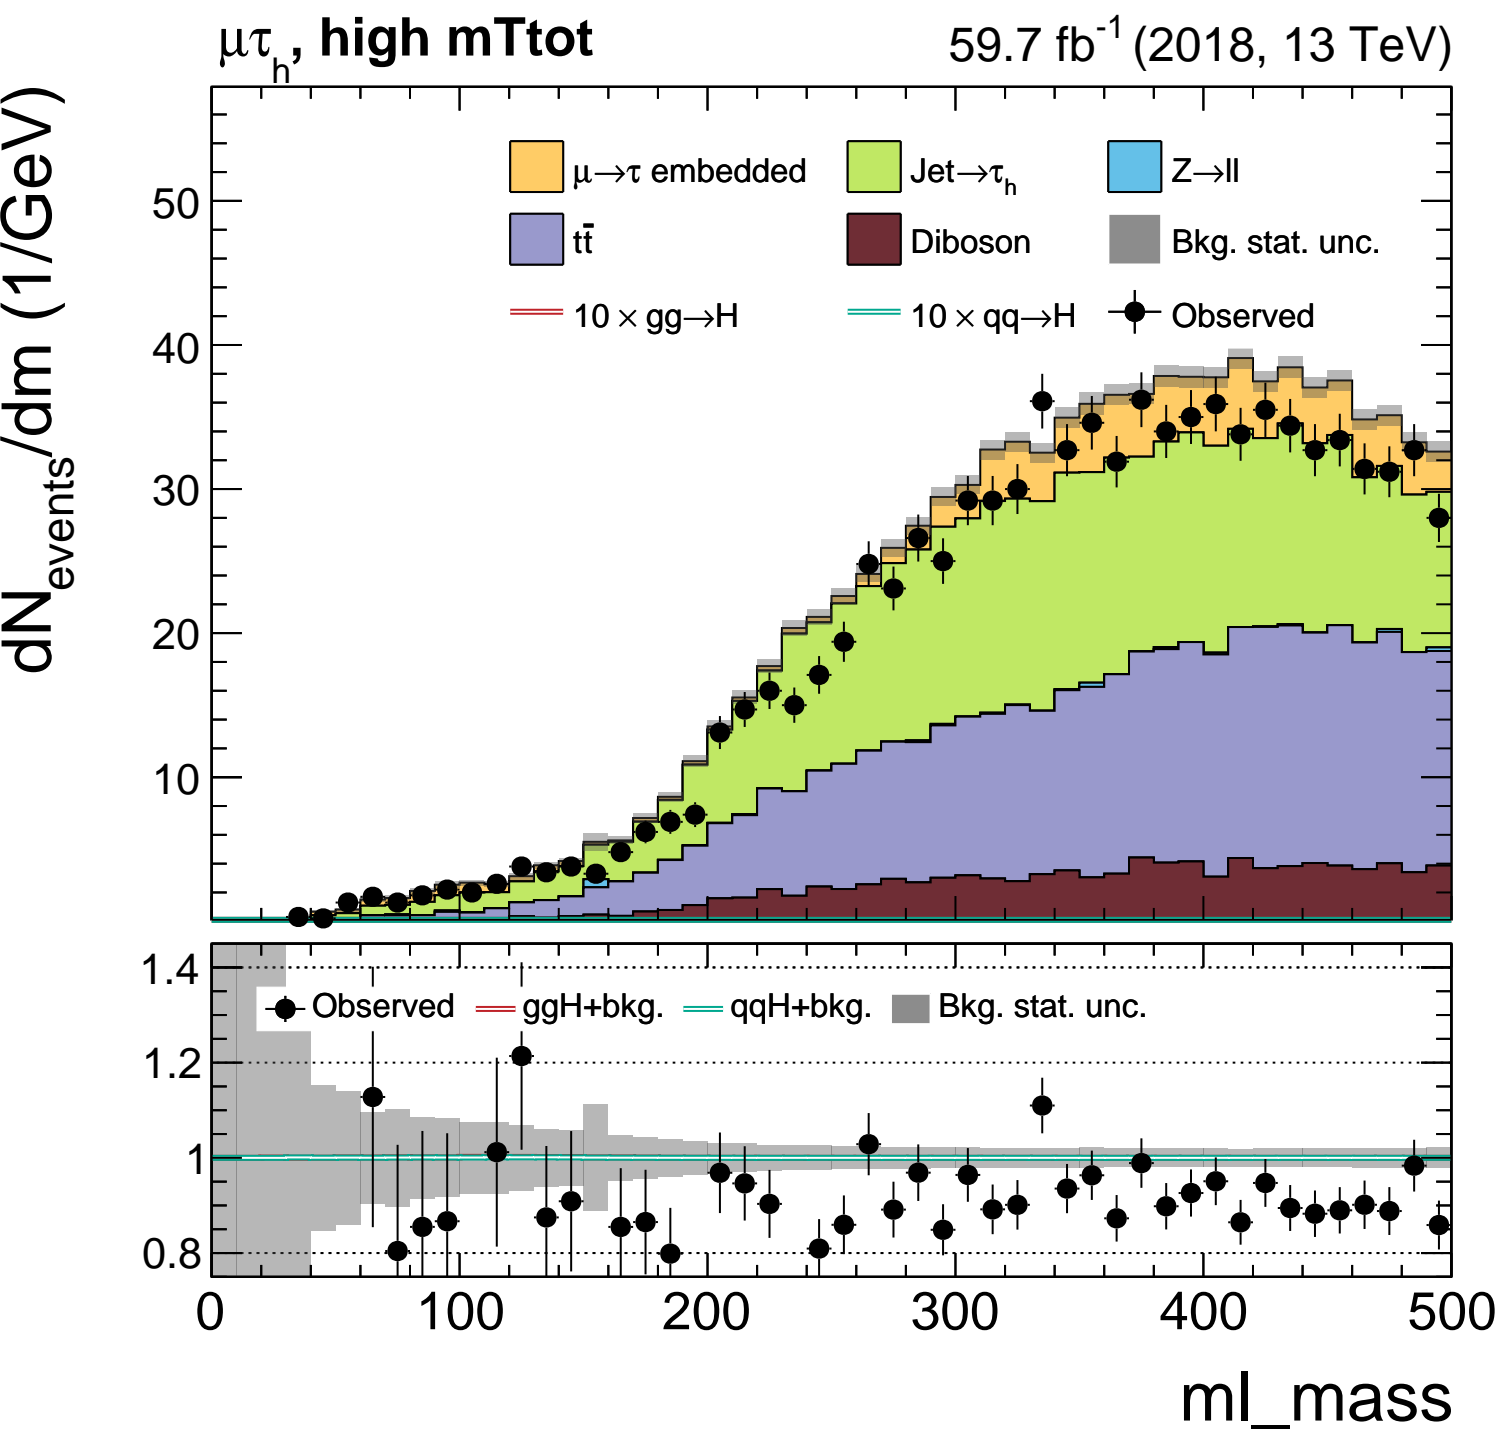 μτh, high mTtot
59.7 fb-1 (2018, 13 TeV)
dNevents/dm (1/GeV)
μ→τ embedded
Jet→τh
Z→ll
tt̄
Diboson
Bkg. stat. unc.
10 × gg→H
10 × qq→H
Observed
50
40
30
20
10
1.4
1.2
1
0.8
Observed
ggH+bkg.
qqH+bkg.
Bkg. stat. unc.
0
100
200
300
400
500
ml_mass